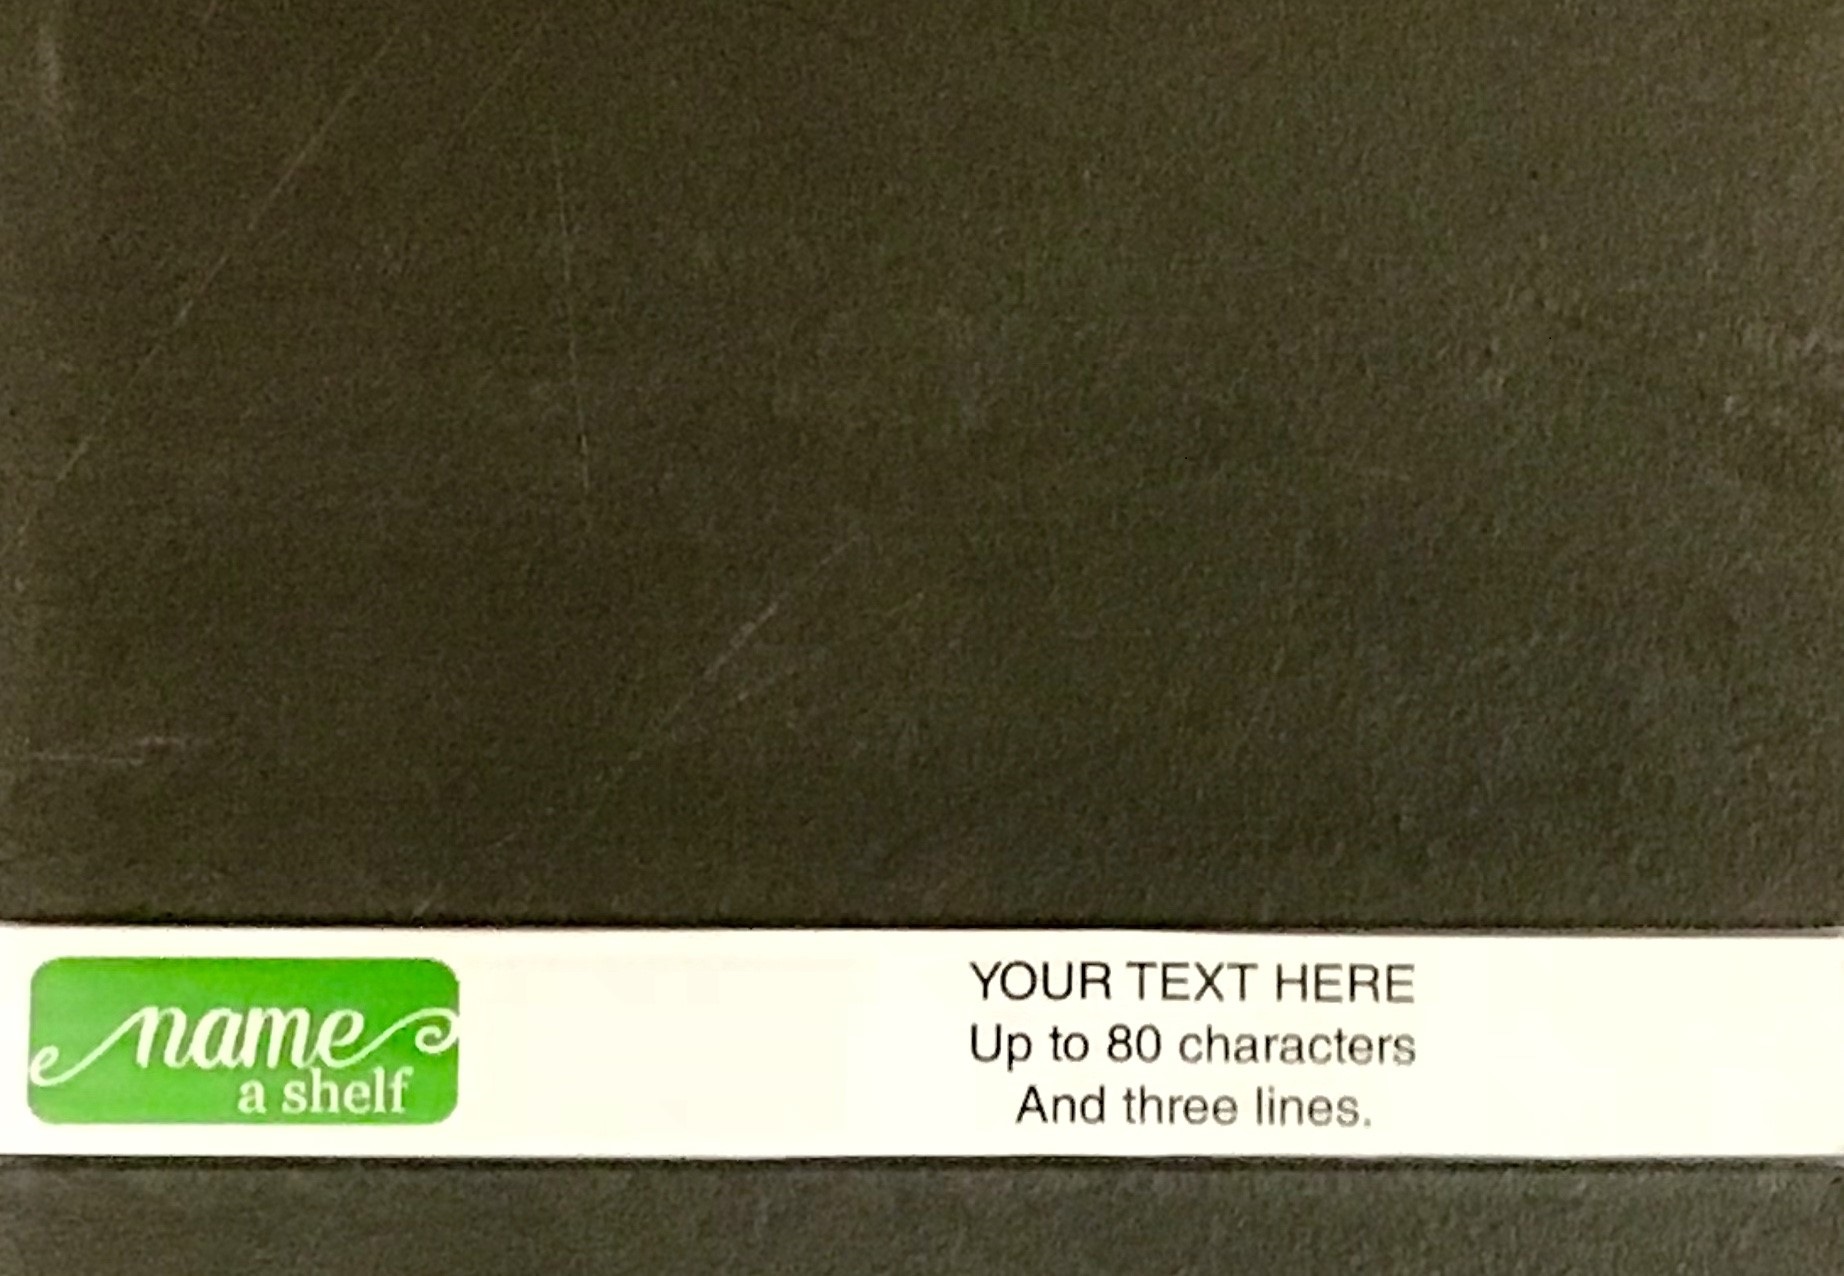 name
a shelf
YOUR TEXT HERE
Up to 80 characters
And three lines.